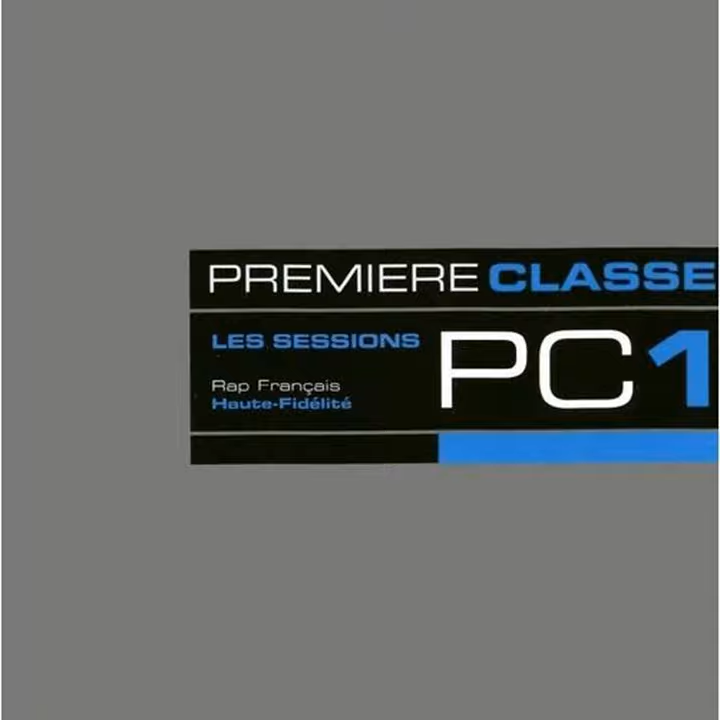 PREMIERE CLASSE
LES SESSIONS
PC1
Rap Français
Haute-Fidélité